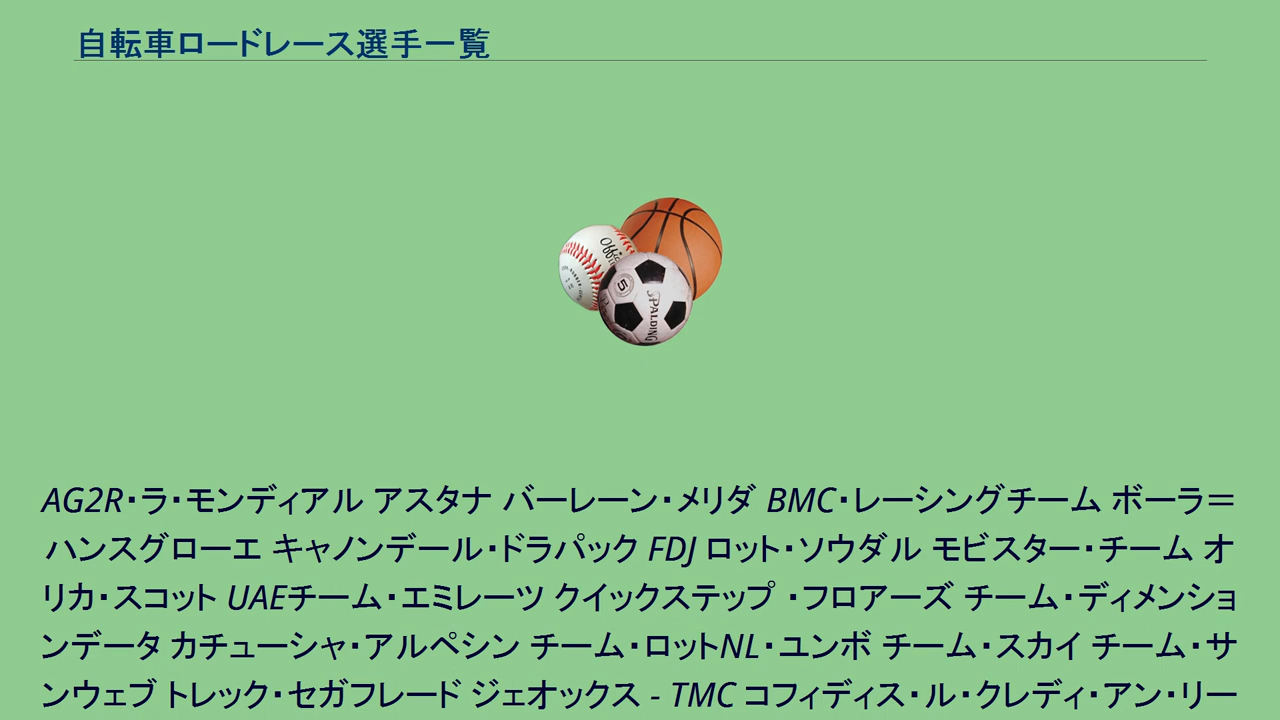 自転車ロードレース選手一覧
Offic
5
SPALDING
AG2R・ラ・モンディアル アスタナ バーレーン・メリダ BMC・レーシングチーム ボーラ＝
ハンスグローエ キャノンデール・ドラパック FDJ ロット・ソウダル モビスター・チーム オ
リカ・スコット UAEチーム・エミレーツ クイックステップ ・フロアーズ チーム・ディメンショ
ンデータ カチューシャ・アルペシン チーム・ロットNL・ユンボ チーム・スカイ チーム・サ
ンウェブ トレック・セガフレード ジェオックス - TMC コフィディス・ル・クレディ・アン・リー